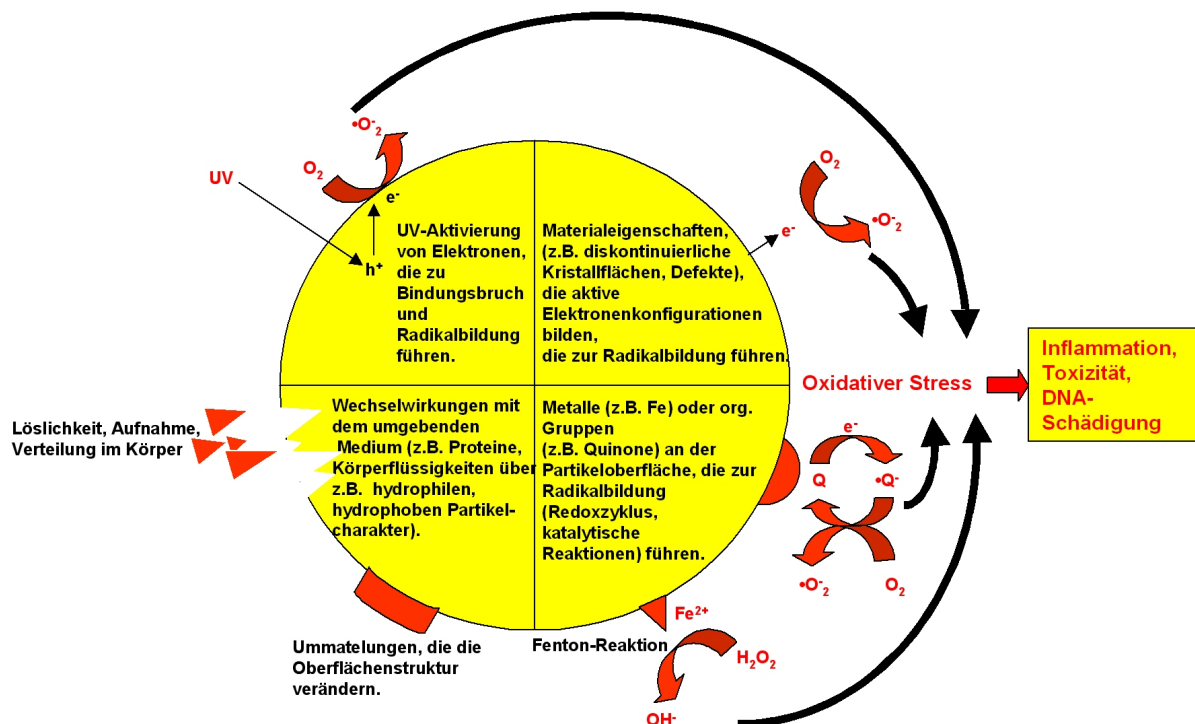 •O⁻₂
O₂
UV
e⁻
h⁺
UV-Aktivierung
von Elektronen,
die zu
Bindungsbruch
und
Radikalbildung
führen.
Materialeigenschaften,
(z.B. diskontinuierliche
Kristallflächen, Defekte),
die aktive
Elektronenkonfigurationen
bilden,
die zur Radikalbildung führen.
O₂
e⁻
•O⁻₂
Oxidativer Stress
Inflammation,
Toxizität,
DNA-
Schädigung
Löslichkeit, Aufnahme,
Verteilung im Körper
Wechselwirkungen mit
dem umgebenden
Medium (z.B. Proteine,
Körperflüssigkeiten über
z.B. hydrophilen,
hydrophoben Partikel-
charakter).
Metalle (z.B. Fe) oder org.
Gruppen
(z.B. Quinone) an der
Partikeloberfläche, die zur
Radikalbildung
(Redoxzyklus,
katalytische
Reaktionen) führen.
e⁻
Q
•Q⁻
•O⁻₂
O₂
Ummatelungen, die die
Oberflächenstruktur
verändern.
Fe²⁺
Fenton-Reaktion
H₂O₂
OH⁻